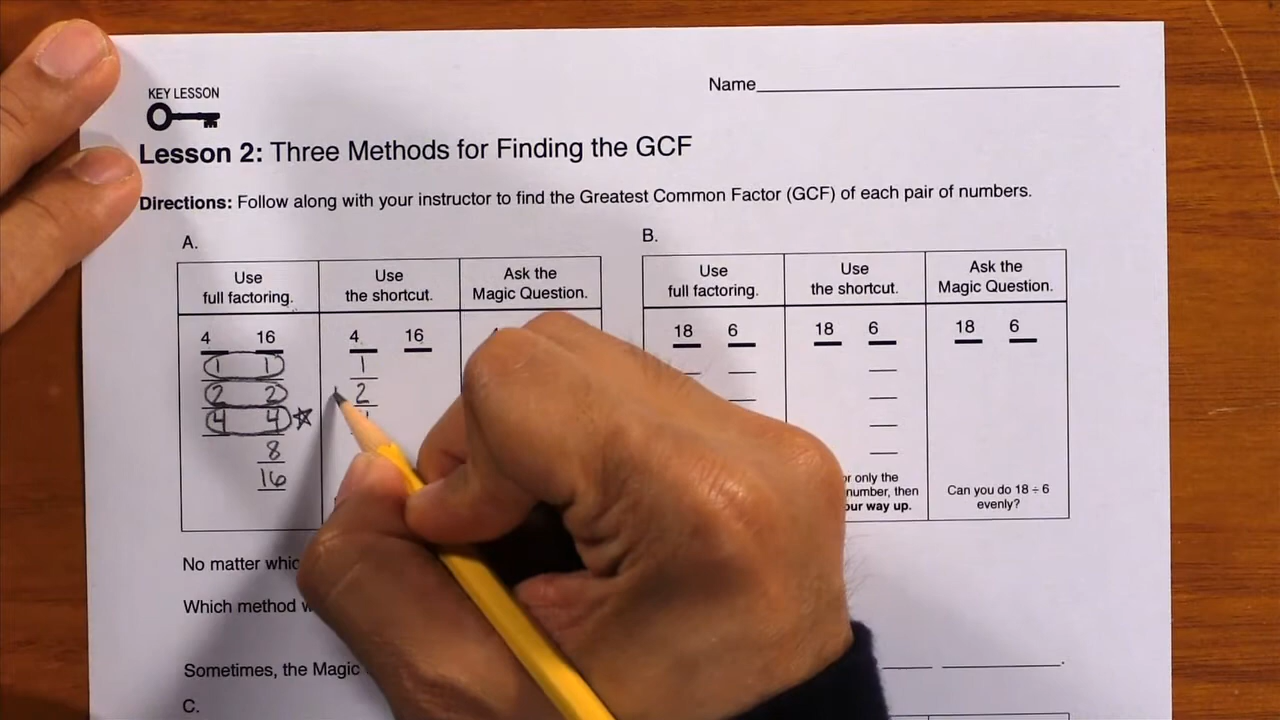 Name
KEY LESSON
Lesson 2: Three Methods for Finding the GCF
Directions: Follow along with your instructor to find the Greatest Common Factor (GCF) of each pair of numbers.
A.
Use
full factoring.
Use
the shortcut.
Ask the
Magic Question.
4 16
1 1
2 2
4 4
8
16
4 16
1
2
B.
Use
full factoring.
Use
the shortcut.
Ask the
Magic Question.
18 6
18 6
only the
number, then
way up.
18 6
Can you do 18 ÷ 6
evenly?
No matter
Which method
Sometimes, the Magic
C.